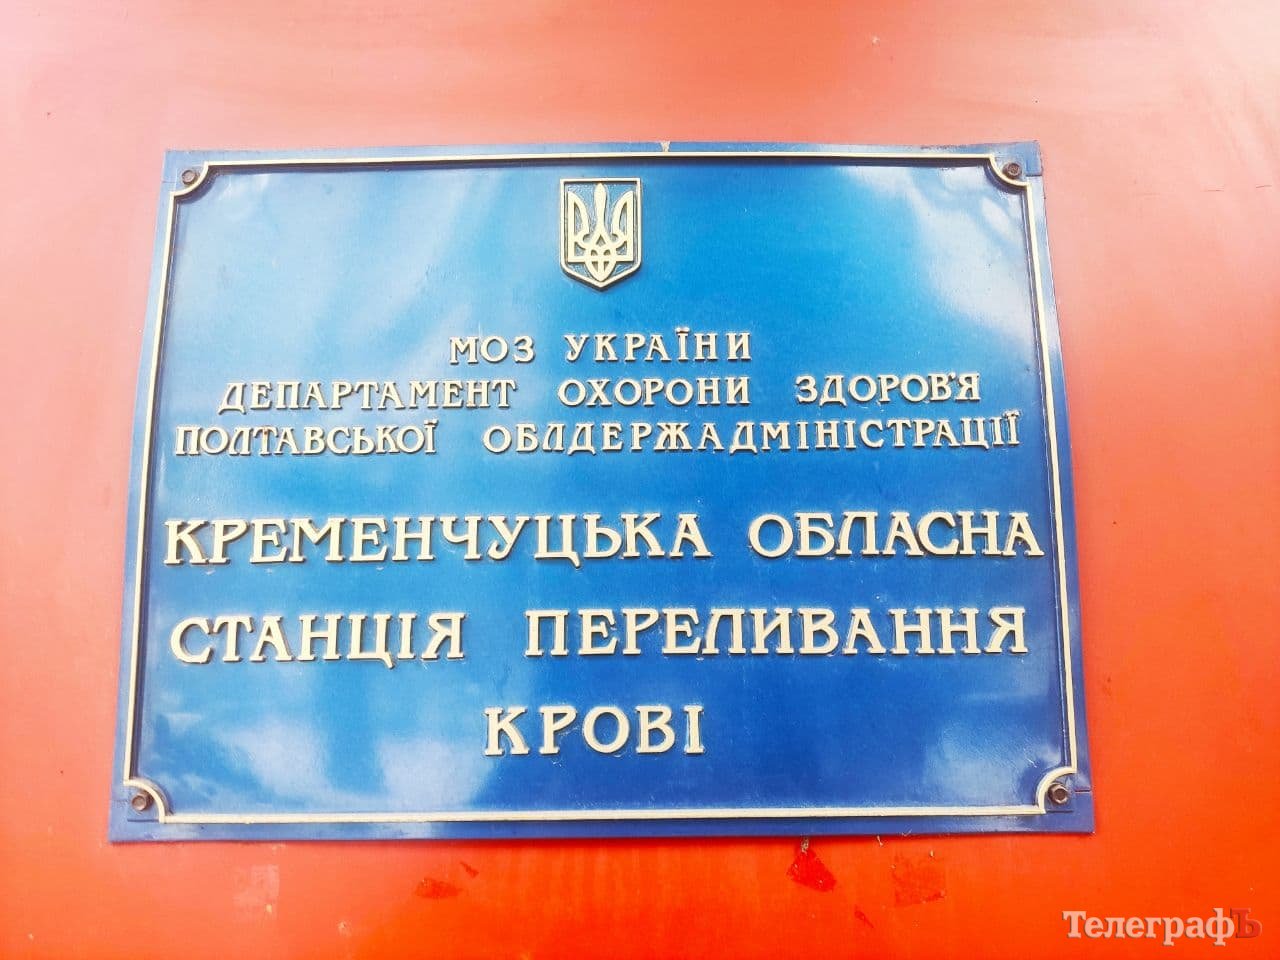 МОЗ УКРАЇНИ
ДЕПАРТАМЕНТ ОХОРОНИ ЗДОРОВ'Я
ПОЛТАВСЬКОЇ ОБЛДЕРЖАДМІНІСТРАЦІЇ
КРЕМЕНЧУЦЬКА ОБЛАСНА
СТАНЦІЯ ПЕРЕЛИВАННЯ
КРОВІ
ТелеграфЪ